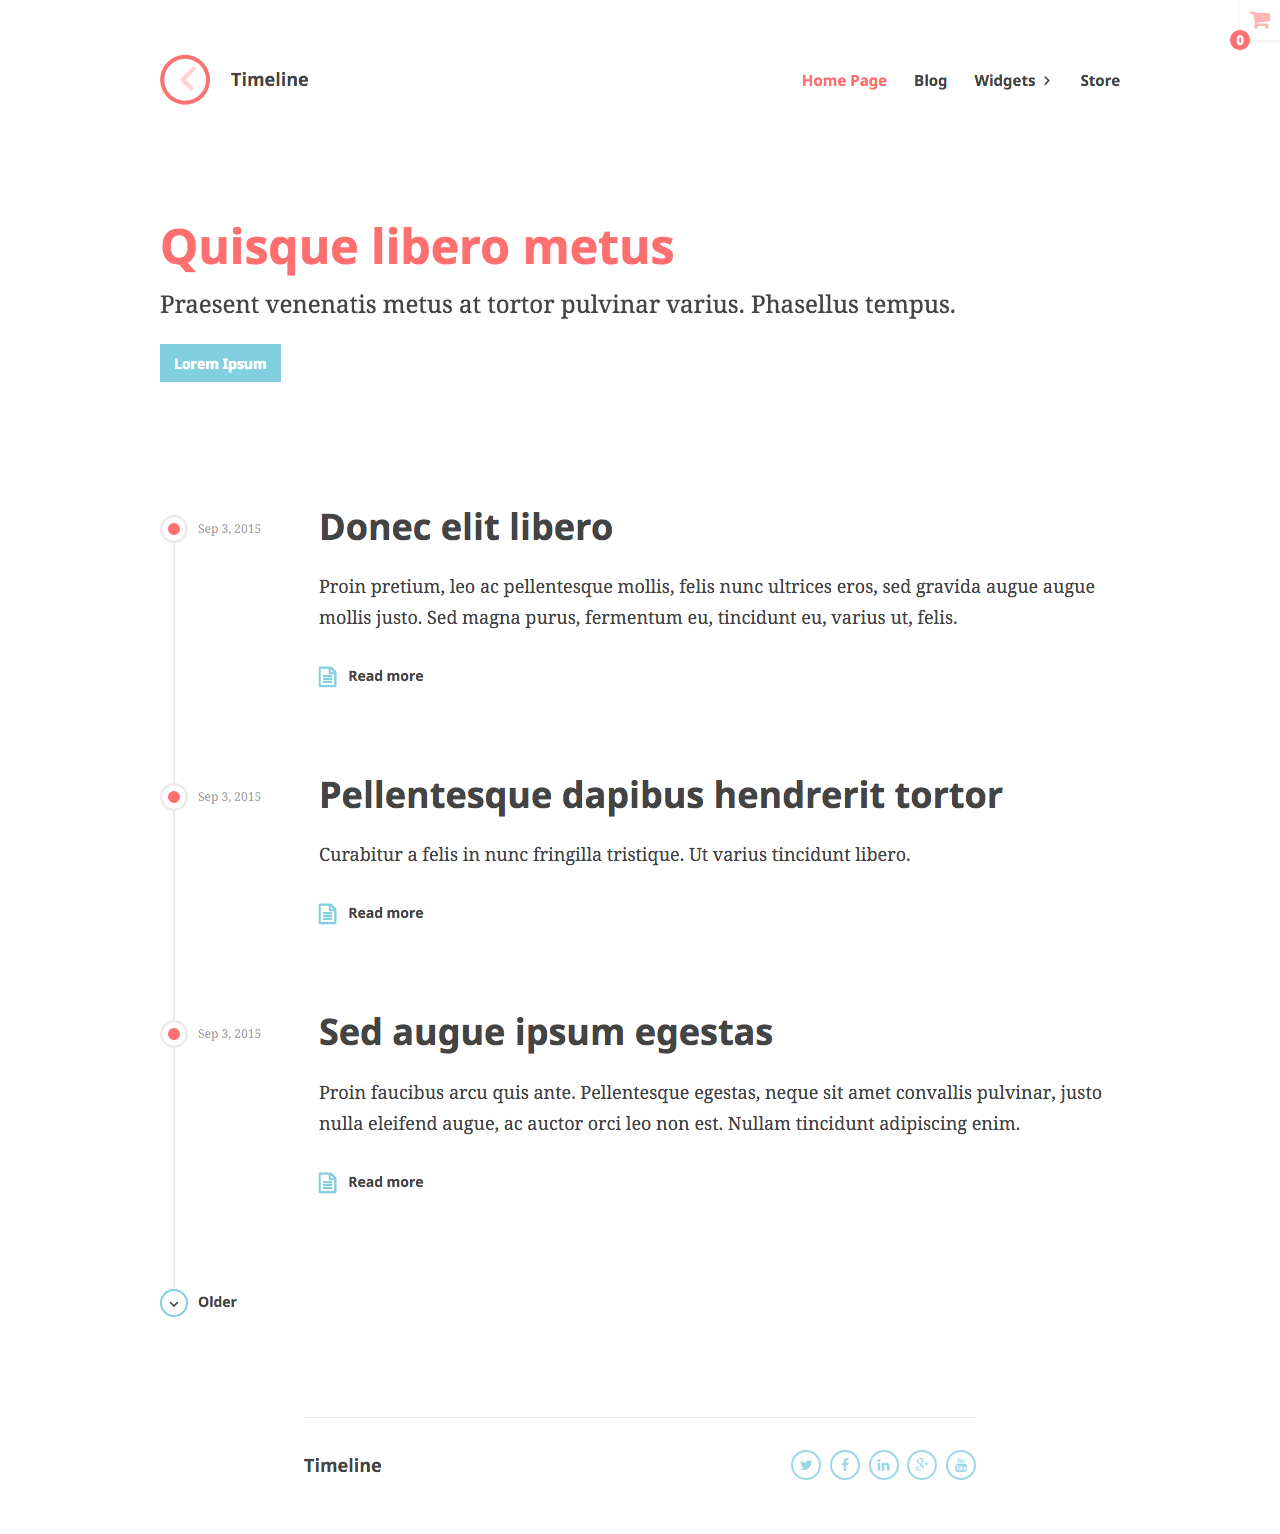 0
Timeline
Home Page Blog Widgets Store
Quisque libero metus
Praesent venenatis metus at tortor pulvinar varius. Phasellus tempus.
Lorem Ipsum
Sep 3, 2015
Donec elit libero
Proin pretium, leo ac pellentesque mollis, felis nunc ultrices eros, sed gravida augue augue
mollis justo. Sed magna purus, fermentum eu, tincidunt eu, varius ut, felis.
Read more
Sep 3, 2015
Pellentesque dapibus hendrerit tortor
Curabitur a felis in nunc fringilla tristique. Ut varius tincidunt libero.
Read more
Sep 3, 2015
Sed augue ipsum egestas
Proin faucibus arcu quis ante. Pellentesque egestas, neque sit amet convallis pulvinar, justo
nulla eleifend augue, ac auctor orci leo non est. Nullam tincidunt adipiscing enim.
Read more
Older
Timeline